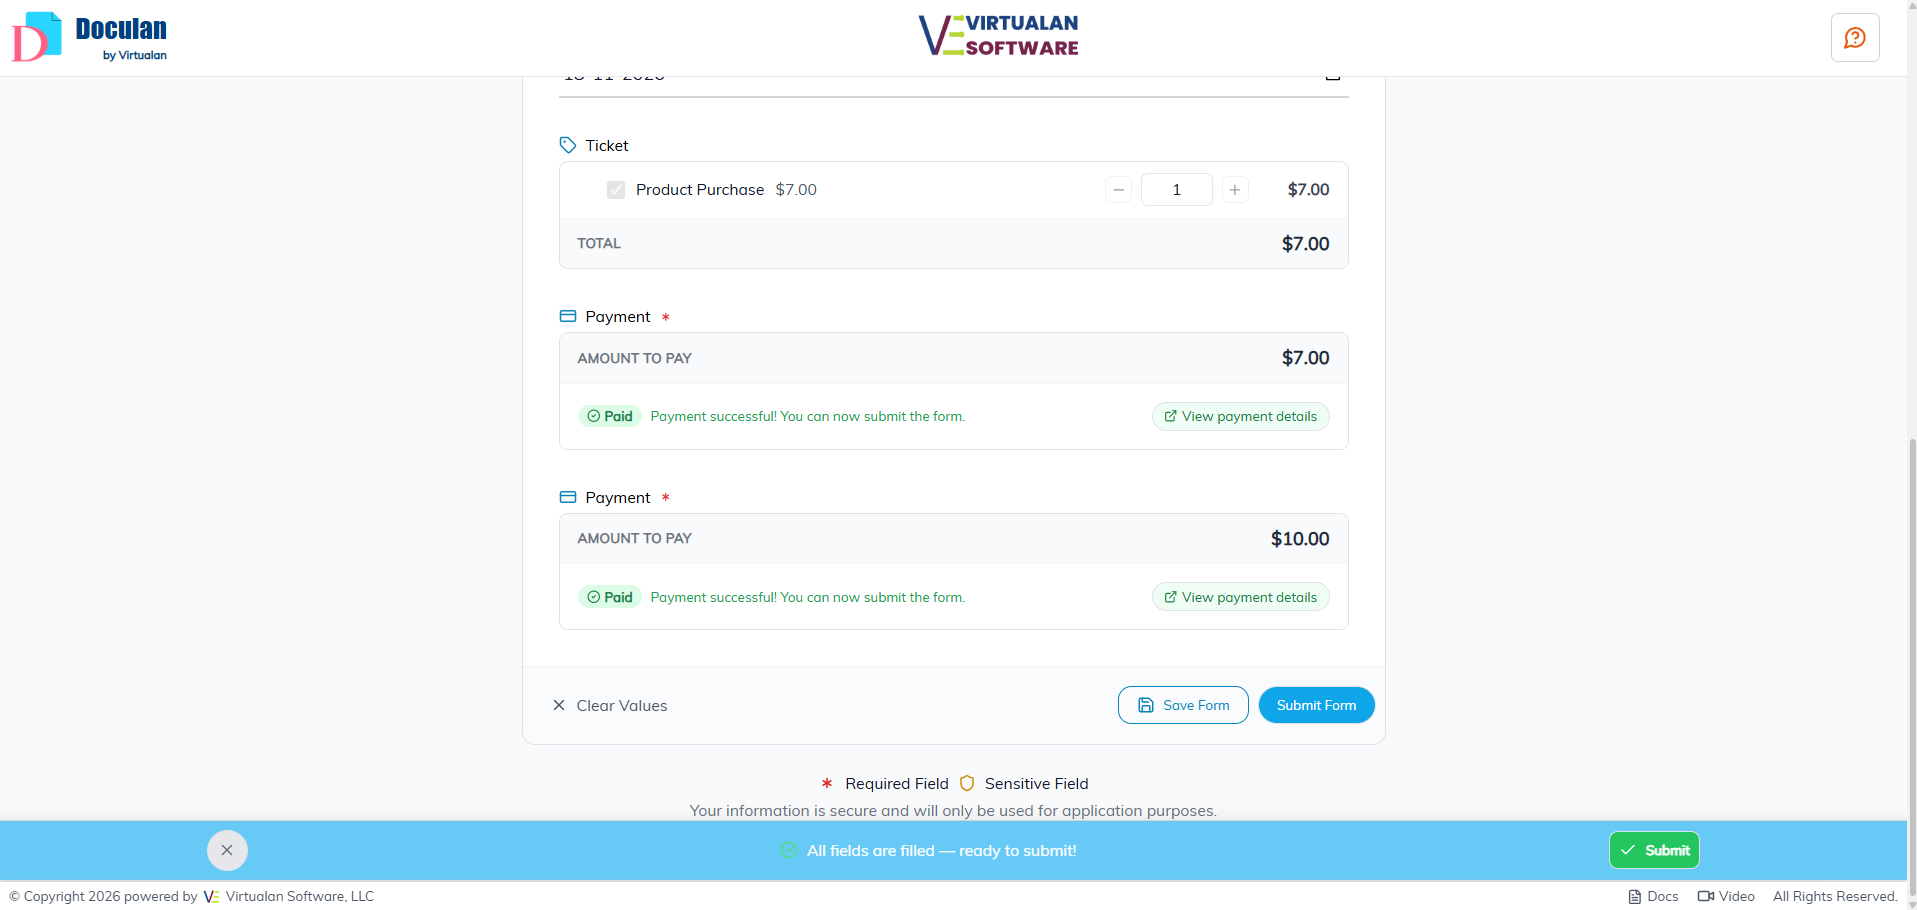 Doculan
by Virtualan
VIRTUALAN
SOFTWARE
Ticket
Product Purchase $7.00 1 $7.00
TOTAL $7.00
Payment *
AMOUNT TO PAY $7.00
Paid Payment successful! You can now submit the form. View payment details
Payment *
AMOUNT TO PAY $10.00
Paid Payment successful! You can now submit the form. View payment details
Clear Values Save Form Submit Form
* Required Field Sensitive Field
Your information is secure and will only be used for application purposes.
All fields are filled — ready to submit! Submit
© Copyright 2026 powered by VE Virtualan Software, LLC Docs Video All Rights Reserved.